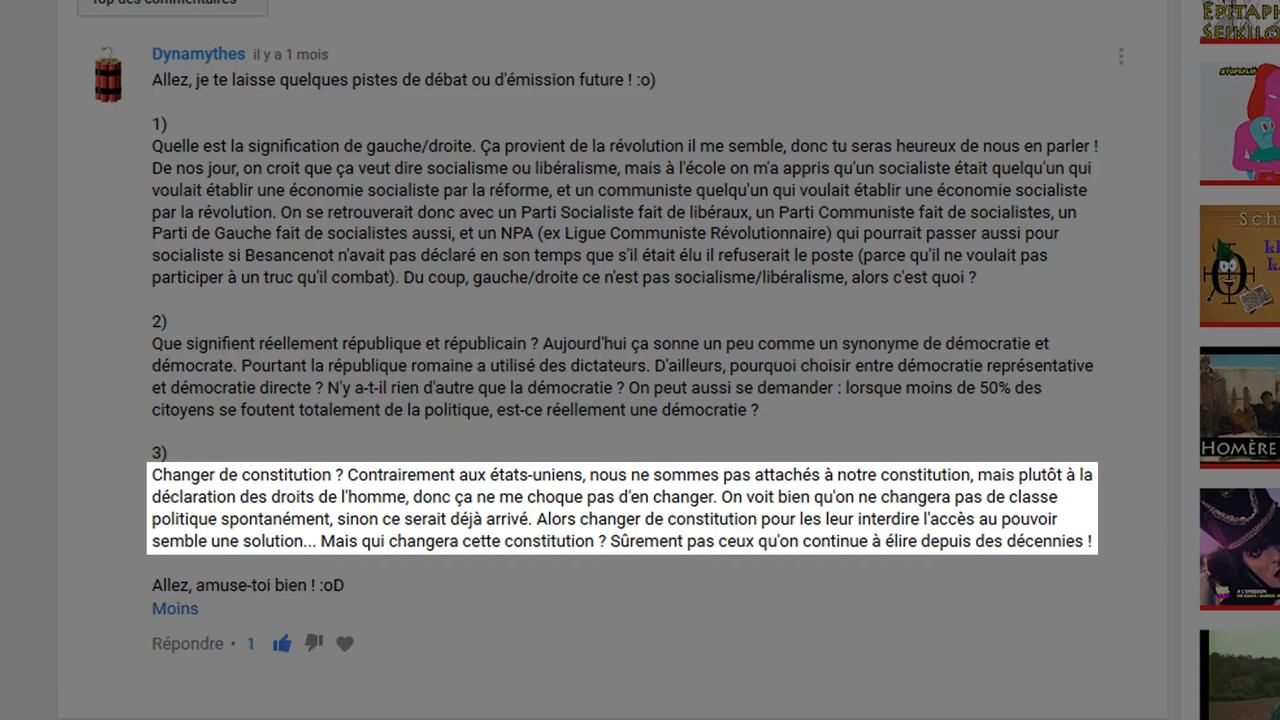 Top des commentaires
Dynamythes il y a 1 mois
Allez, je te laisse quelques pistes de débat ou d'émission future ! :o)
1)
Quelle est la signification de gauche/droite. Ça provient de la révolution il me semble, donc tu seras heureux de nous en parler !
De nos jour, on croit que ça veut dire socialisme ou libéralisme, mais à l'école on m'a appris qu'un socialiste était quelqu'un qui
voulait établir une économie socialiste par la réforme, et un communiste quelqu'un qui voulait établir une économie socialiste
par la révolution. On se retrouverait donc avec un Parti Socialiste fait de libéraux, un Parti Communiste fait de socialistes, un
Parti de Gauche fait de socialistes aussi, et un NPA (ex Ligue Communiste Révolutionnaire) qui pourrait passer aussi pour
socialiste si Besancenot n'avait pas déclaré en son temps que s'il était élu il refuserait le poste (parce qu'il ne voulait pas
participer à un truc qu'il combat). Du coup, gauche/droite ce n'est pas socialisme/libéralisme, alors c'est quoi ?
2)
Que signifient réellement république et républicain ? Aujourd'hui ça sonne un peu comme un synonyme de démocratie et
démocrate. Pourtant la république romaine a utilisé des dictateurs. D'ailleurs, pourquoi choisir entre démocratie représentative
et démocratie directe ? N'y a-t-il rien d'autre que la démocratie ? On peut aussi se demander : lorsque moins de 50% des
citoyens se foutent totalement de la politique, est-ce réellement une démocratie ?
3)
Changer de constitution ? Contrairement aux états-uniens, nous ne sommes pas attachés à notre constitution, mais plutôt à la
déclaration des droits de l'homme, donc ça ne me choque pas d'en changer. On voit bien qu'on ne changera pas de classe
politique spontanément, sinon ce serait déjà arrivé. Alors changer de constitution pour les leur interdire l'accès au pouvoir
semble une solution... Mais qui changera cette constitution ? Sûrement pas ceux qu'on continue à élire depuis des décennies !
Allez, amuse-toi bien ! :oD
Moins
Répondre • 1
EPITAPH
SEIKILO
STUPEFLIP
Sch
HOMÈRE